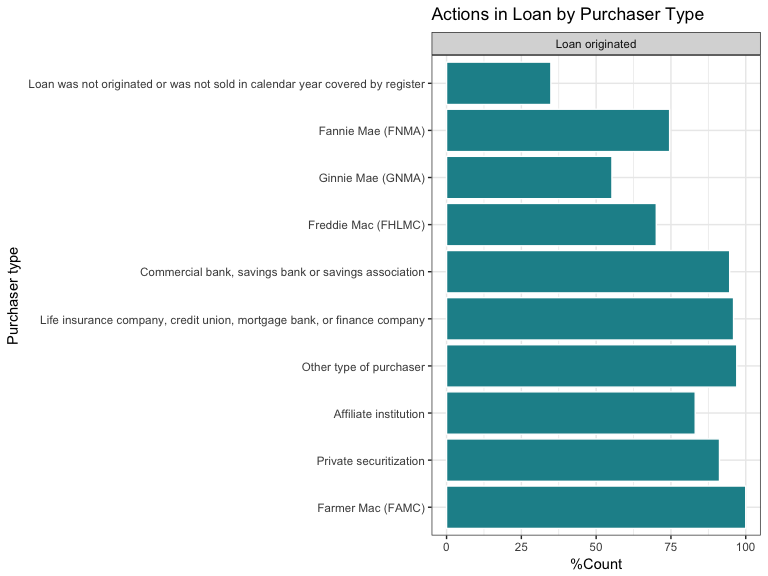 Actions in Loan by Purchaser Type
Loan originated
Loan was not originated or was not sold in calendar year covered by register
Fannie Mae (FNMA)
Ginnie Mae (GNMA)
Freddie Mac (FHLMC)
Commercial bank, savings bank or savings association
Life insurance company, credit union, mortgage bank, or finance company
Other type of purchaser
Affiliate institution
Private securitization
Farmer Mac (FAMC)
Purchaser type
0 25 50 75 100
%Count